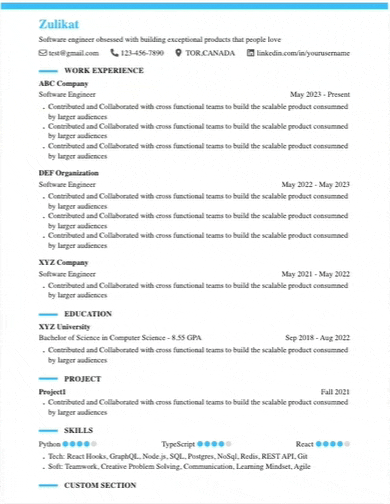 Zulikat
Software engineer obsessed with building exceptional products that people love
test@gmail.com 123-456-7890 TOR,CANADA linkedin.com/in/yourusername
WORK EXPERIENCE
ABC Company
Software Engineer May 2023 - Present
- Contributed and Collaborated with cross functional teams to build the scalable product consumned
by larger audiences
- Contributed and Collaborated with cross functional teams to build the scalable product consumned
by larger audiences
- Contributed and Collaborated with cross functional teams to build the scalable product consumned
by larger audiences
DEF Organization
Software Engineer May 2022 - May 2023
- Contributed and Collaborated with cross functional teams to build the scalable product consumned
by larger audiences
- Contributed and Collaborated with cross functional teams to build the scalable product consumned
by larger audiences
- Contributed and Collaborated with cross functional teams to build the scalable product consumned
by larger audiences
XYZ Company
Software Engineer May 2021 - May 2022
- Contributed and Collaborated with cross functional teams to build the scalable product consumned
by larger audiences
EDUCATION
XYZ University
Bachelor of Science in Computer Science - 8.55 GPA Sep 2018 - Aug 2022
- Contributed and Collaborated with cross functional teams to build the scalable product consumned
by larger audiences
PROJECT
Project1 Fall 2021
- Contributed and Collaborated with cross functional teams to build the scalable product consumned
by larger audiences
SKILLS
Python TypeScript React
- Tech: React Hooks, GraphQL, Node.js, SQL, Postgres, NoSql, Redis, REST API, Git
- Soft: Teamwork, Creative Problem Solving, Communication, Learning Mindset, Agile
CUSTOM SECTION